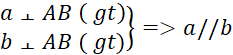 a ⊥ AB ( gt)
b ⊥ AB ( gt)} => a//b